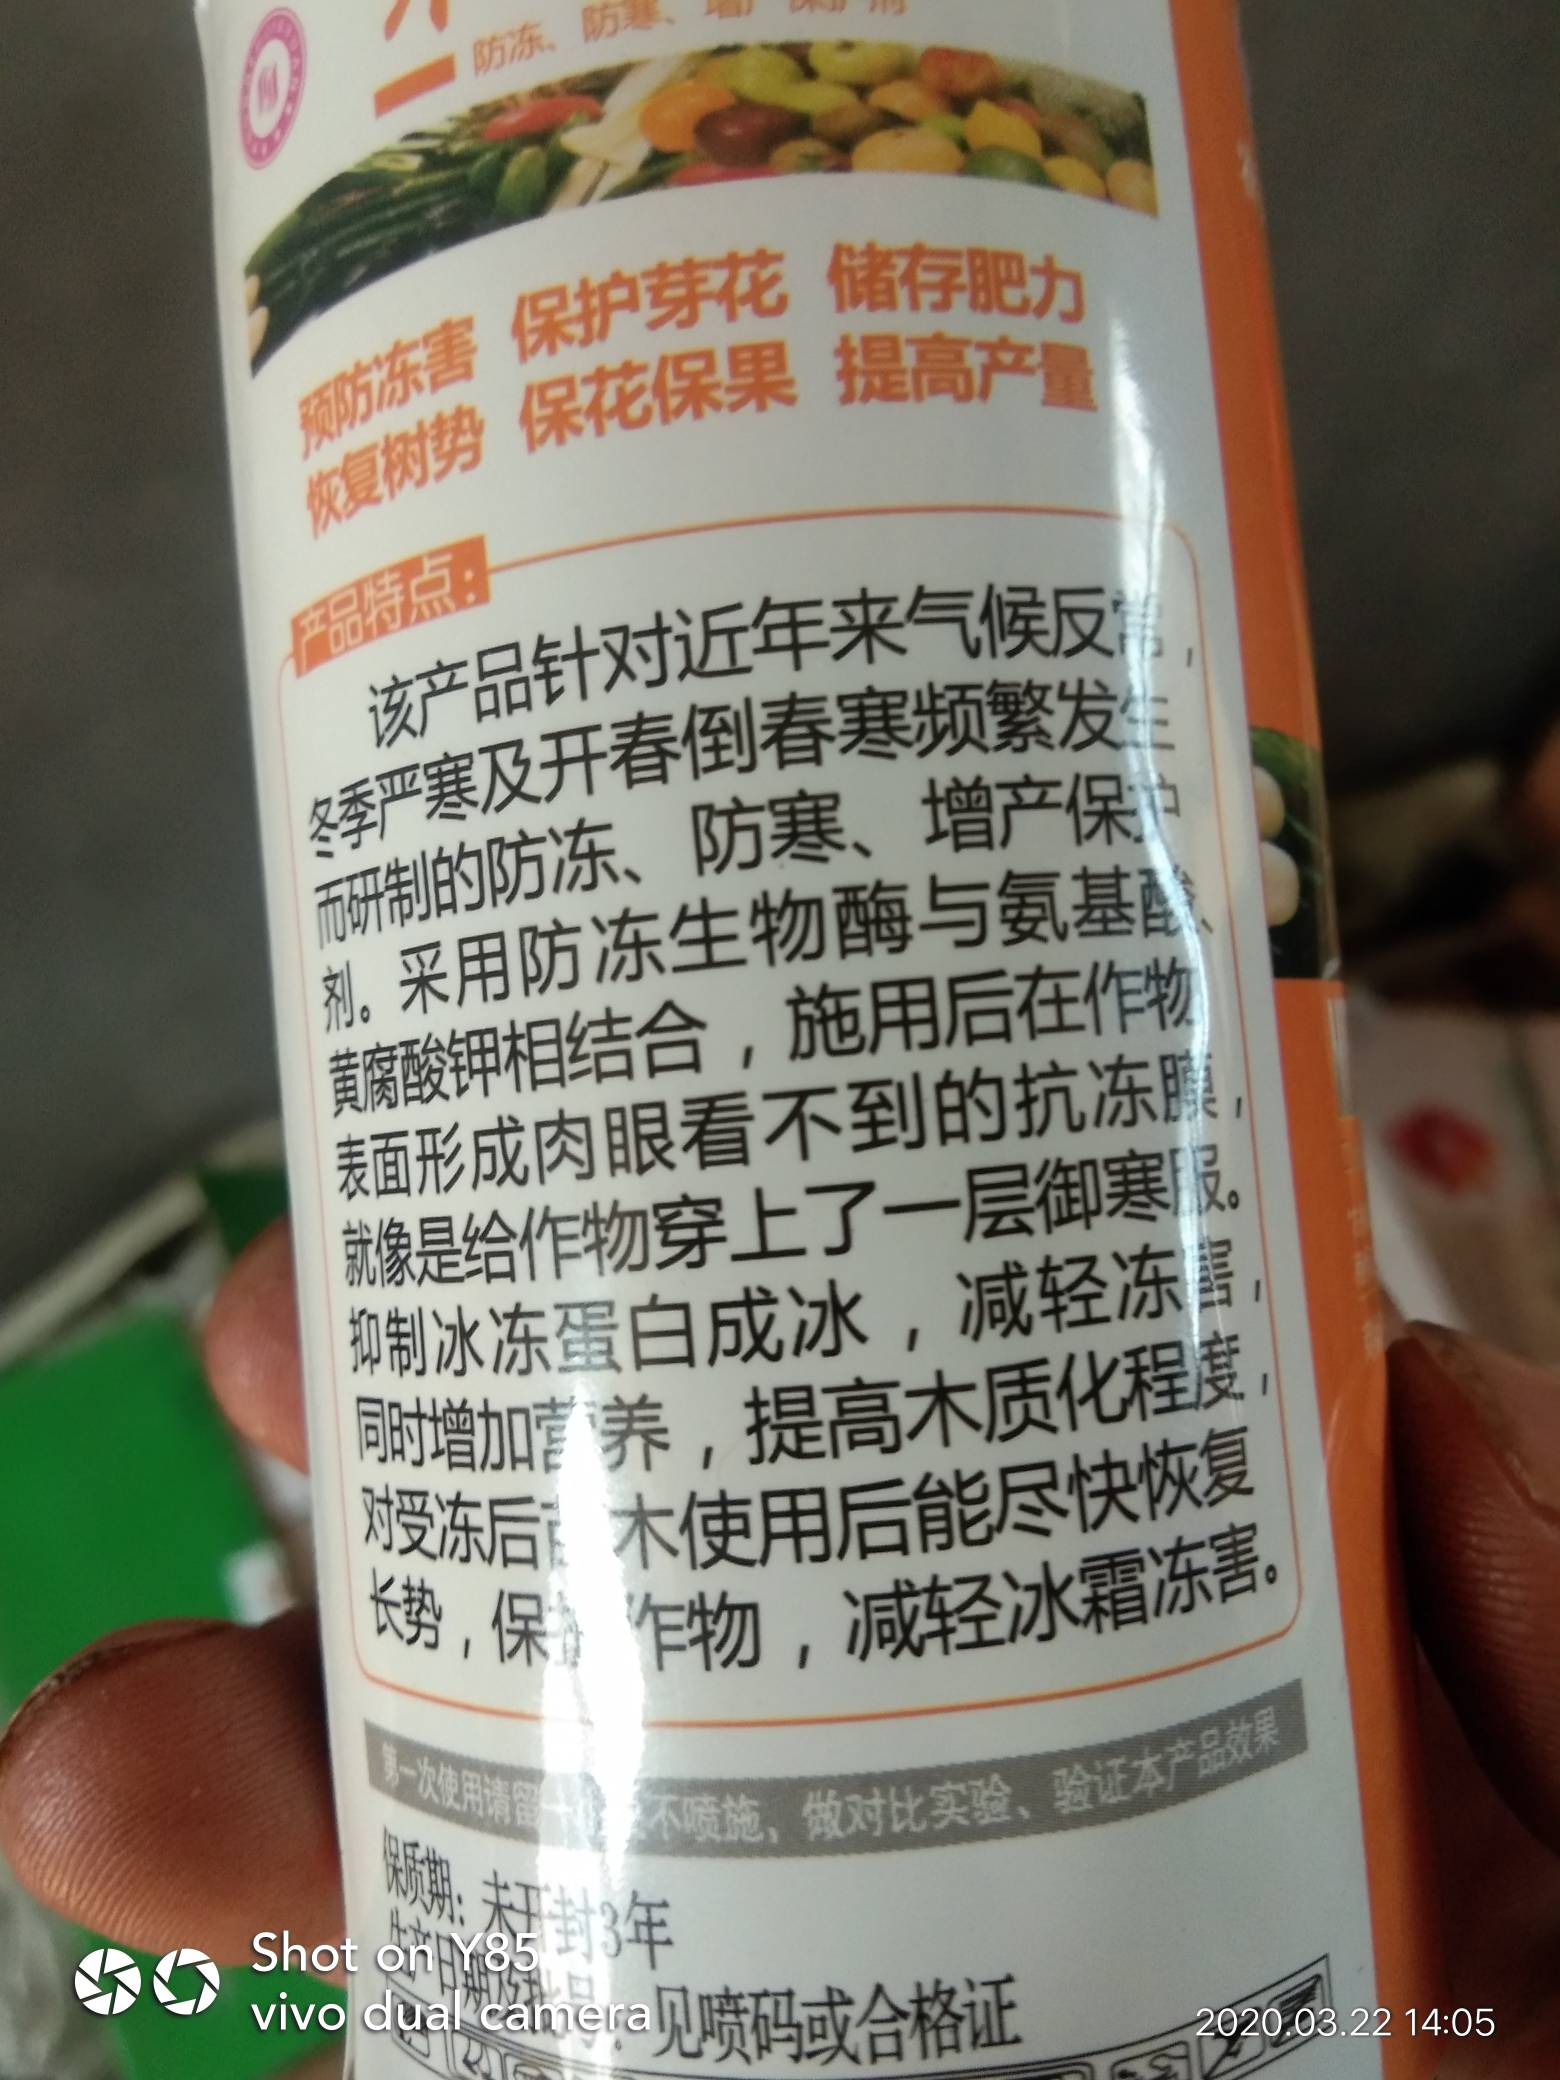 防冻、防寒、增产保护剂
预防冻害 保护芽花 储存肥力
恢复树势 保花保果 提高产量
产品特点:
该产品针对近年来气候反常,
冬季严寒及开春倒春寒频繁发生
而研制的防冻、防寒、增产保护
剂。采用防冻生物酶与氨基酸、
黄腐酸钾相结合,施用后在作物
表面形成肉眼看不到的抗冻膜,
就像是给作物穿上了一层御寒服。
抑制冰冻蛋白成冰,减轻冻害,
同时增加营养,提高木质化程度,
对受冻后苗木使用后能尽快恢复
长势,保护作物,减轻冰霜冻害。
第一次使用请留一 不喷施、做对比实验、验证本产品效果
保质期:未开封3年
生产日期及批号:见喷码或合格证
Shot on Y85
vivo dual camera
2020.03.22 14:05